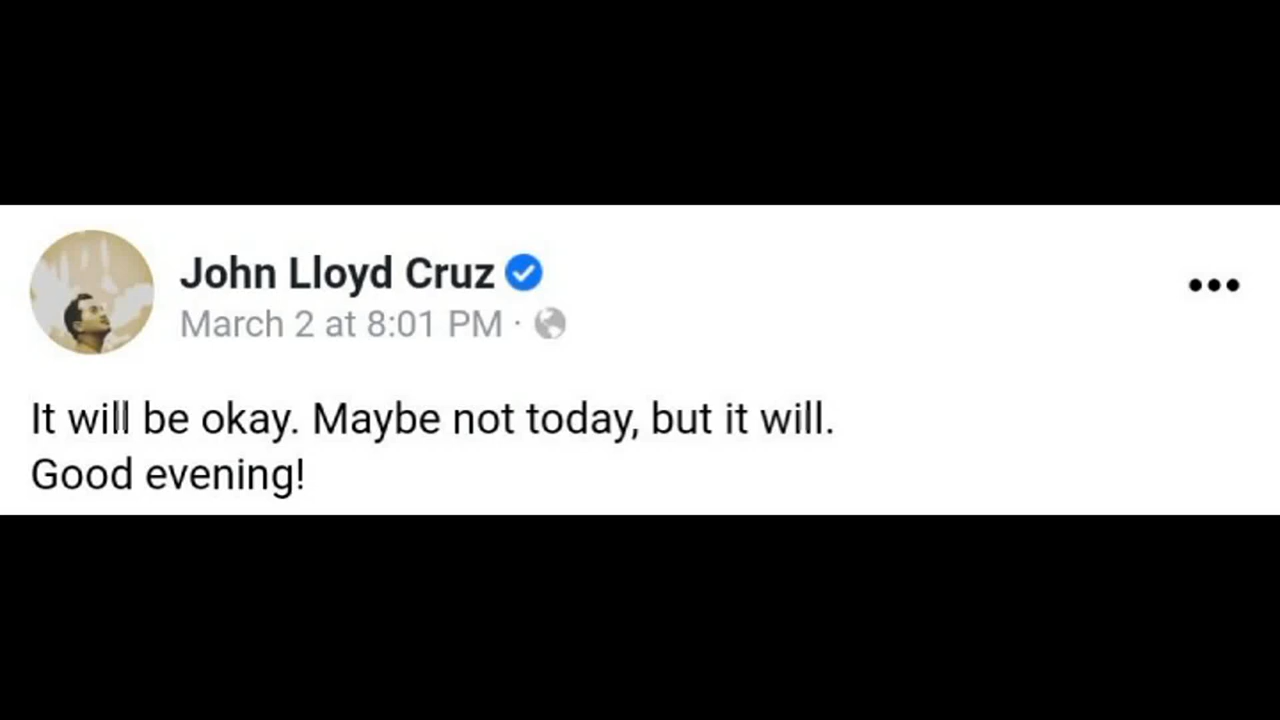 John Lloyd Cruz
March 2 at 8:01 PM ·
It will be okay. Maybe not today, but it will.
Good evening!